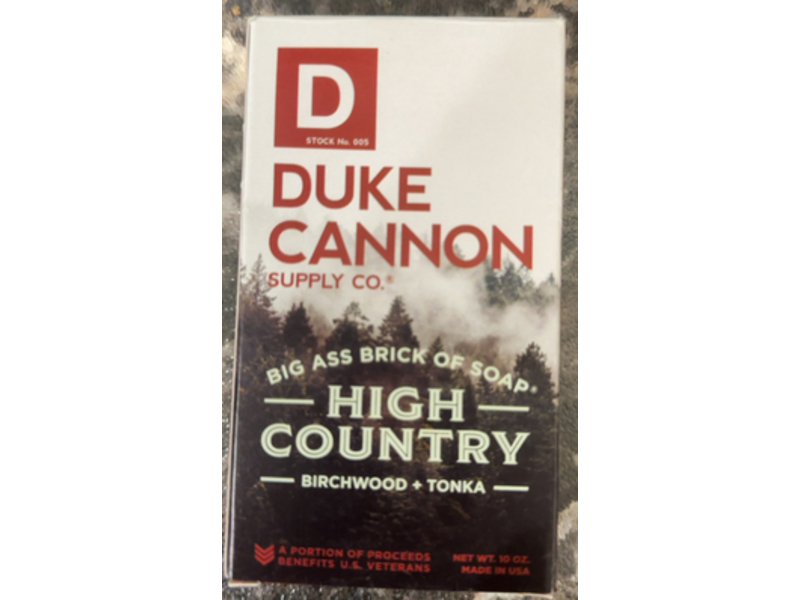 D
STOCK No. 005
DUKE
CANNON
SUPPLY CO.®
BIG ASS BRICK OF SOAP®
HIGH
COUNTRY
BIRCHWOOD + TONKA
A PORTION OF PROCEEDS
BENEFITS U.S. VETERANS
NET WT. 10 OZ.
MADE IN USA